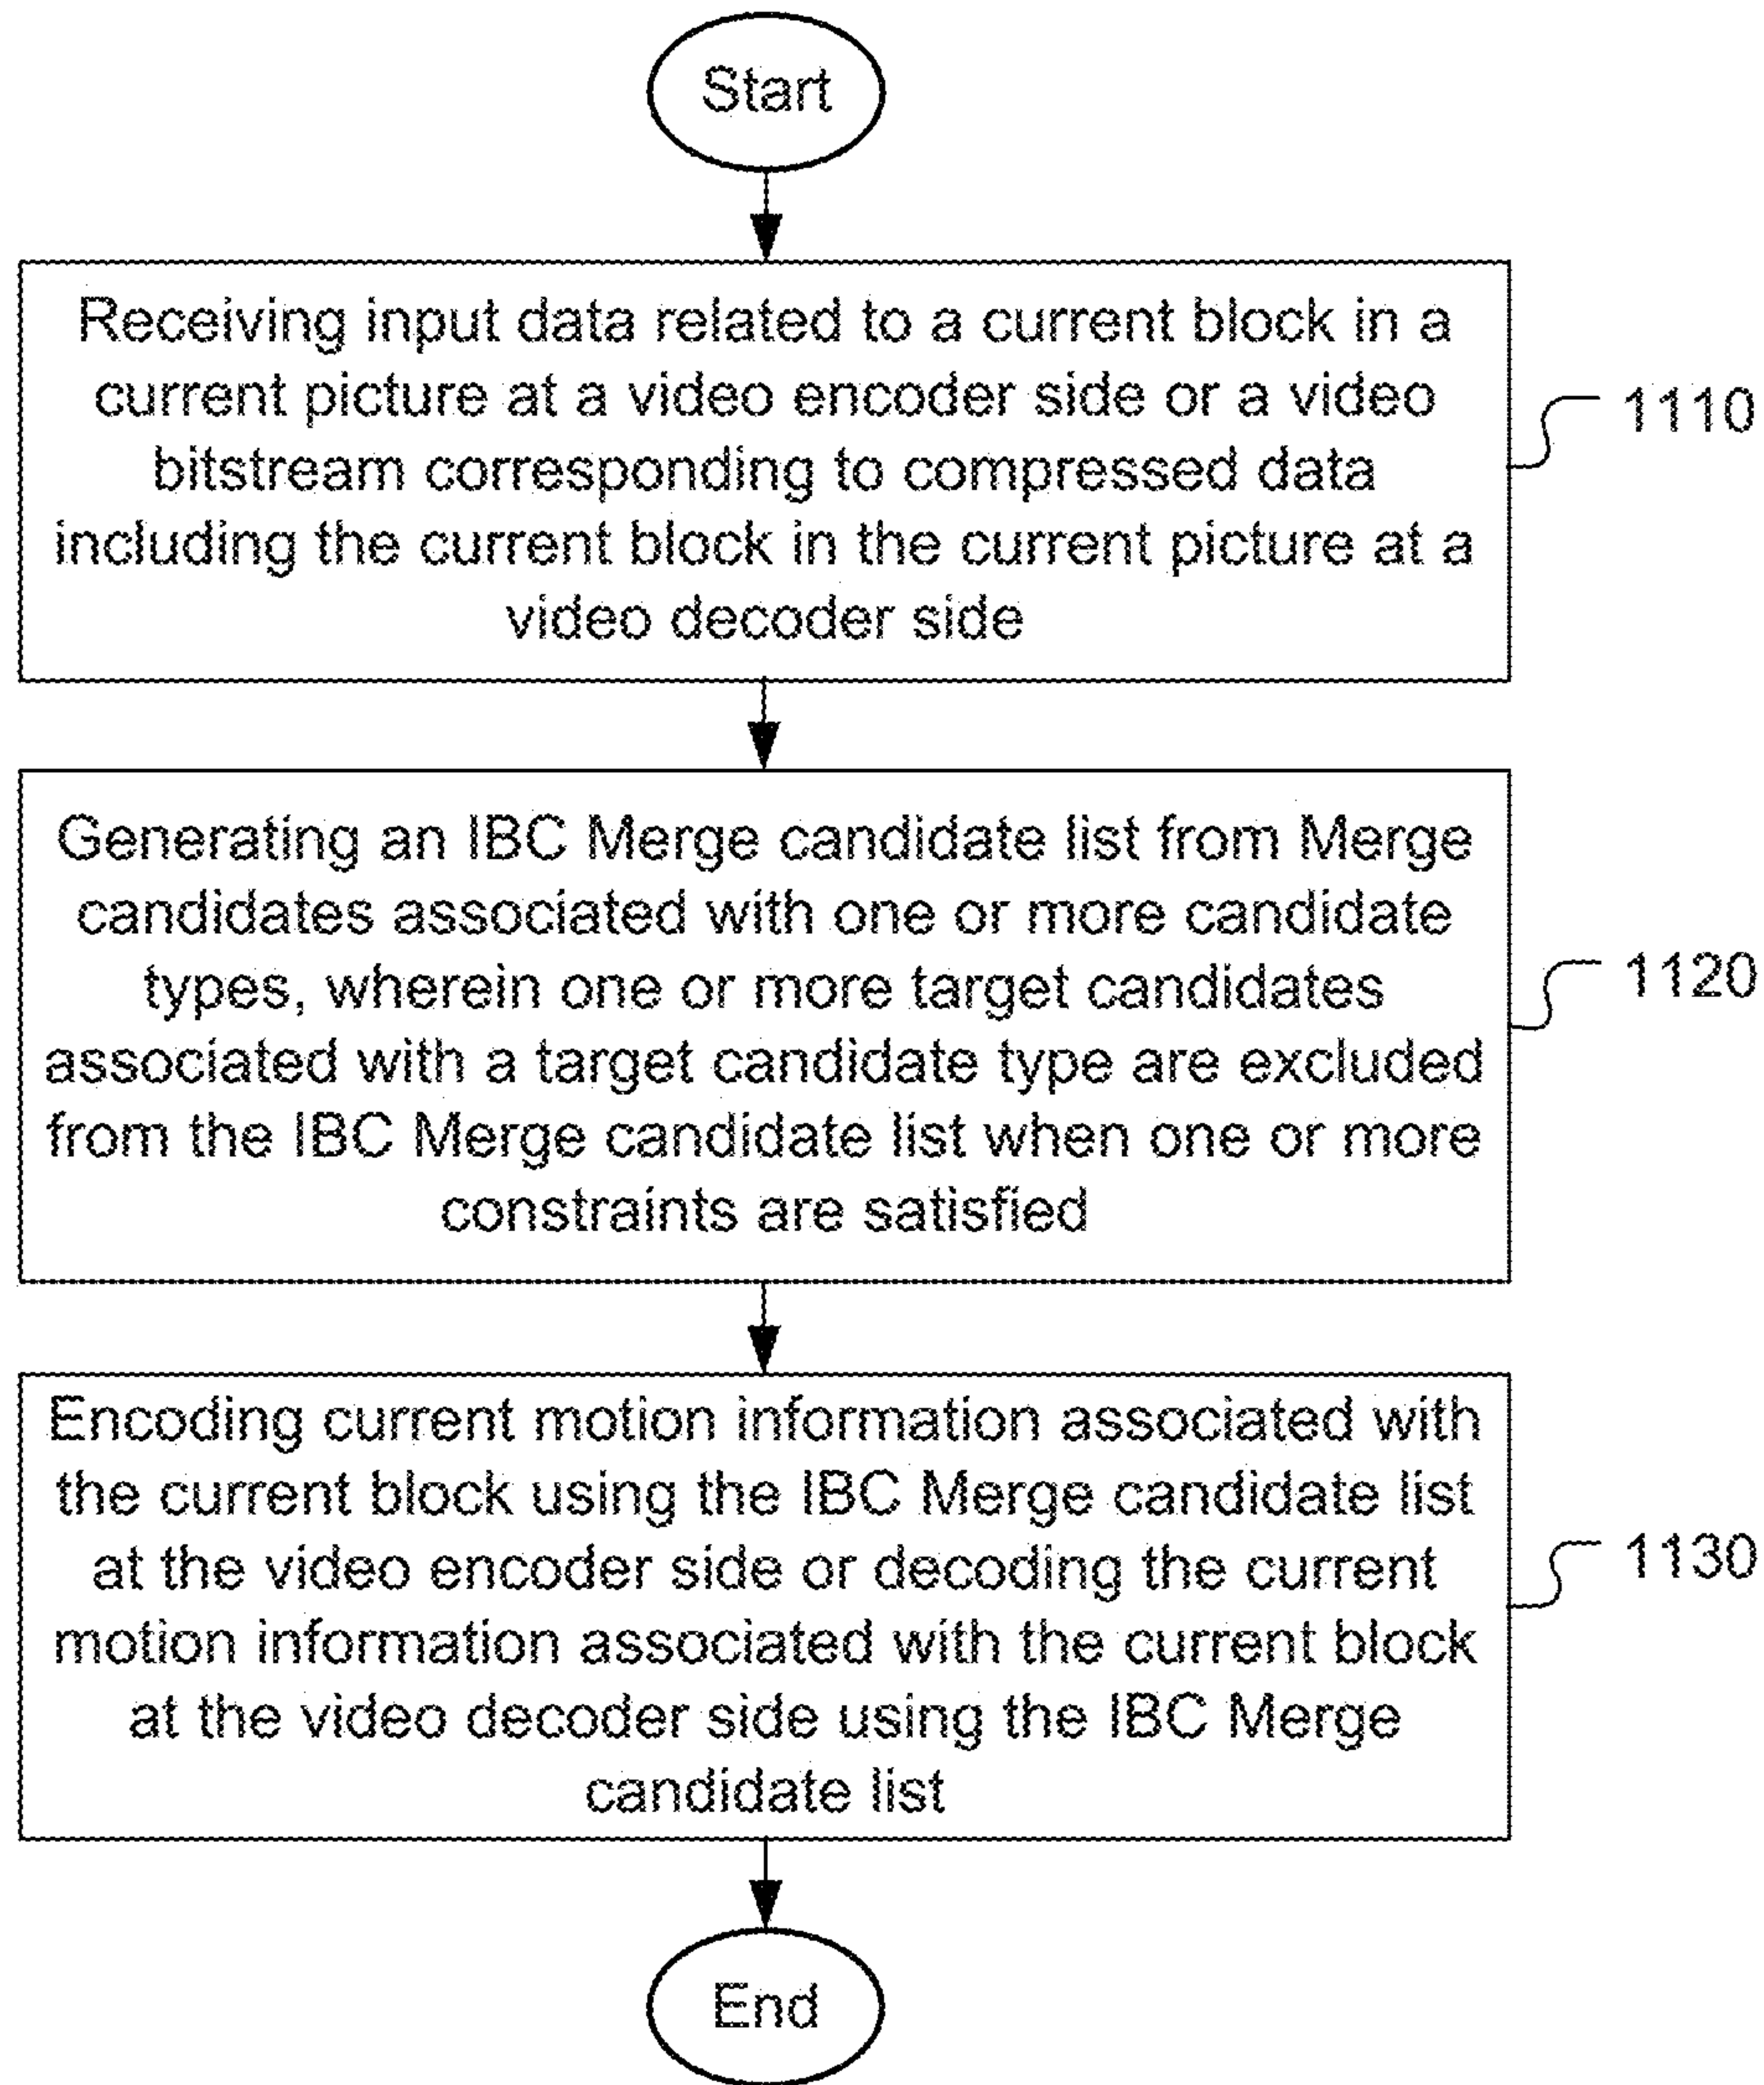 Start
Receiving input data related to a current block in a
current picture at a video encoder side or a video
bitstream corresponding to compressed data
including the current block in the current picture at a
video decoder side
1110
Generating an IBC Merge candidate list from Merge
candidates associated with one or more candidate
types, wherein one or more target candidates
associated with a target candidate type are excluded
from the IBC Merge candidate list when one or more
constraints are satisfied
1120
Encoding current motion information associated with
the current block using the IBC Merge candidate list
at the video encoder side or decoding the current
motion information associated with the current block
at the video decoder side using the IBC Merge
candidate list
1130
End